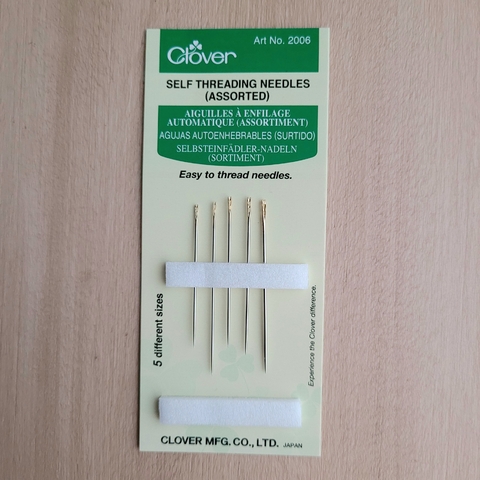 Art No. 2006
Clover
SELF THREADING NEEDLES
(ASSORTED)
AIGUILLES À ENFILAGE
AUTOMATIQUE (ASSORTIMENT)
AGUJAS AUTOENHEBRABLES (SURTIDO)
SELBSTEINFÄDLER-NADELN
(SORTIMENT)
Easy to thread needles.
5 different sizes
Experience the Clover difference.
CLOVER MFG. CO., LTD. JAPAN